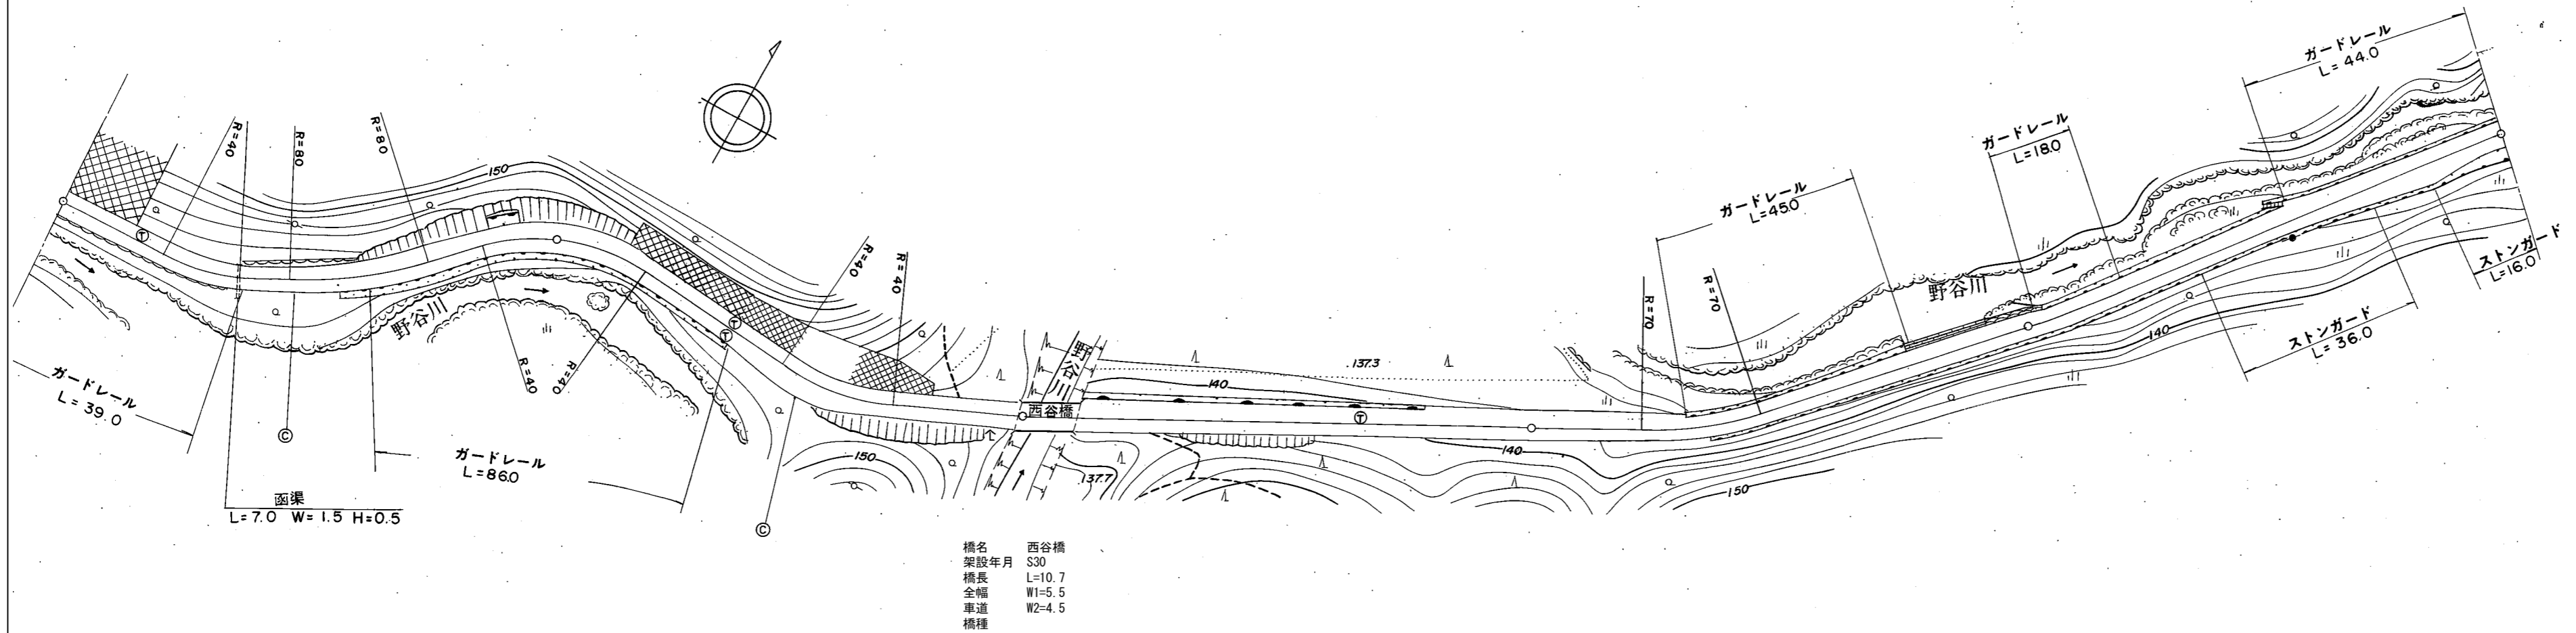 ガードレール
L=44.0
ガードレール
L=18.0
ガードレール
L=45.0
R=40
R=80
R=80
150
T
野谷川
R=40
R=40
T
T
R=40
R=40
ガードレール
L=39.0
C
ガードレール
L=86.0
函渠
L=7.0 W=1.5 H=0.5
C
150
野谷川
西谷橋
137.7
140
137.3
T
140
R=70
R=70
150
野谷川
140
ストンガード
L=36.0
ストンガード
L=16.0
橋名 西谷橋
架設年月 S30
橋長 L=10.7
全幅 W1=5.5
車道 W2=4.5
橋種